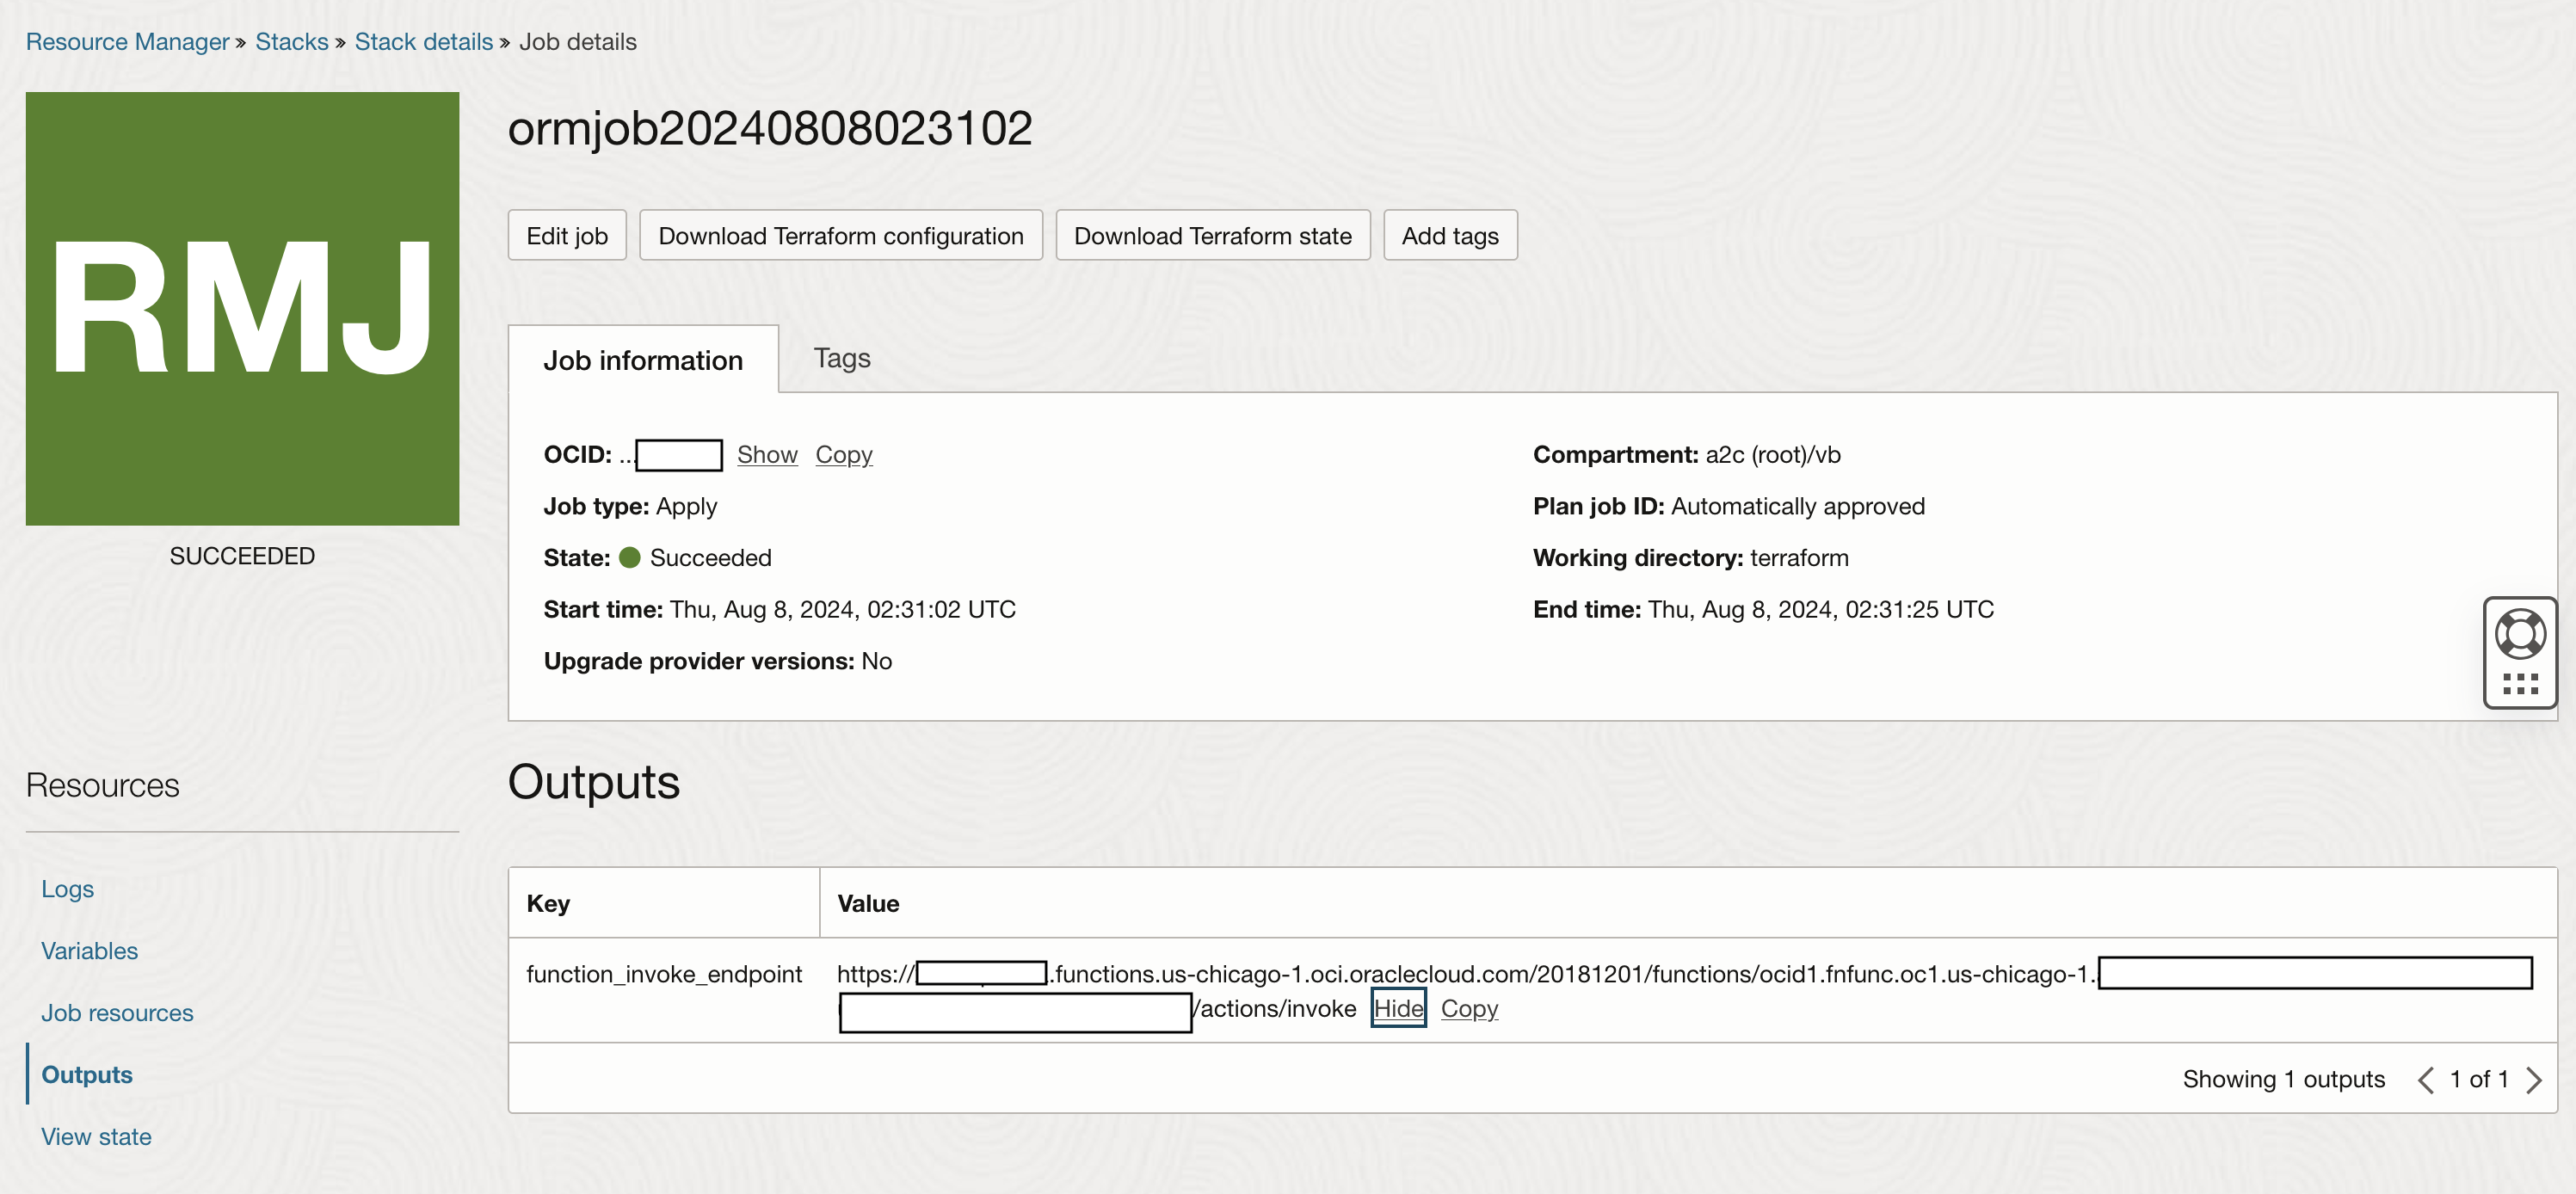 Resource Manager » Stacks » Stack details » Job details
RMJ
SUCCEEDED
ormjob20240808023102
Edit job Download Terraform configuration Download Terraform state Add tags
Job information Tags
OCID: ... Show Copy
Job type: Apply
State: Succeeded
Start time: Thu, Aug 8, 2024, 02:31:02 UTC
Upgrade provider versions: No
Compartment: a2c (root)/vb
Plan job ID: Automatically approved
Working directory: terraform
End time: Thu, Aug 8, 2024, 02:31:25 UTC
Resources
Logs
Variables
Job resources
Outputs
View state
Outputs
Key Value
function_invoke_endpoint https:// .functions.us-chicago-1.oci.oraclecloud.com/20181201/functions/ocid1.fnfunc.oc1.us-chicago-1.
/actions/invoke Hide Copy
Showing 1 outputs 1 of 1